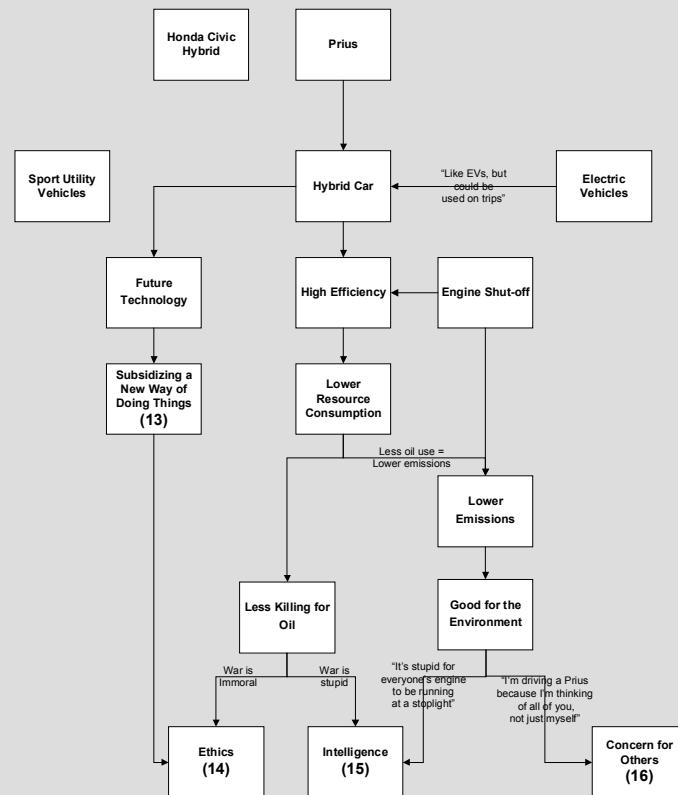 Honda Civic
Hybrid
Prius
Sport Utility
Vehicles
Hybrid Car
“Like EVs, but
could be
used on trips”
Electric
Vehicles
Future
Technology
High Efficiency
Engine Shut-off
Subsidizing a
New Way of
Doing Things
(13)
Lower
Resource
Consumption
Less oil use =
Lower emissions
Lower
Emissions
Less Killing for
Oil
Good for the
Environment
War is
Immoral
War is
stupid
“It’s stupid for
everyone’s engine
to be running
at a stoplight”
“I’m driving a Prius
because I’m thinking
of all of you,
not just myself”
Ethics
(14)
Intelligence
(15)
Concern for
Others
(16)